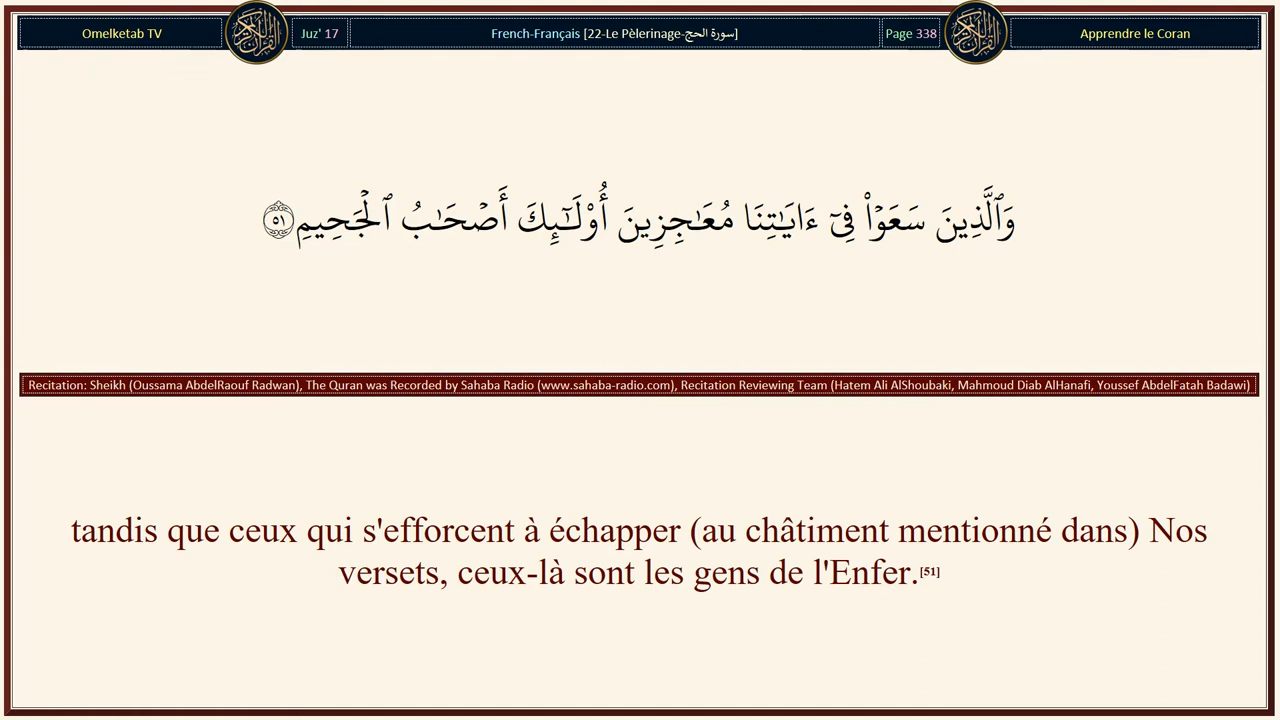 Omelketab TV
Juz' 17
French-Français [22-Le Pèlerinage-سورة الحج]
Page 338
Apprendre le Coran
وَٱلَّذِينَ سَعَوْا۟ فِىٓ ءَايَـٰتِنَا مُعَـٰجِزِينَ أُو۟لَـٰٓئِكَ أَصْحَـٰبُ ٱلْجَحِيمِ ٥١
Recitation: Sheikh (Oussama AbdelRaouf Radwan), The Quran was Recorded by Sahaba Radio (www.sahaba-radio.com), Recitation Reviewing Team (Hatem Ali AlShoubaki, Mahmoud Diab AlHanafi, Youssef AbdelFatah Badawi)
tandis que ceux qui s'efforcent à échapper (au châtiment mentionné dans) Nos
versets, ceux-là sont les gens de l'Enfer.[51]